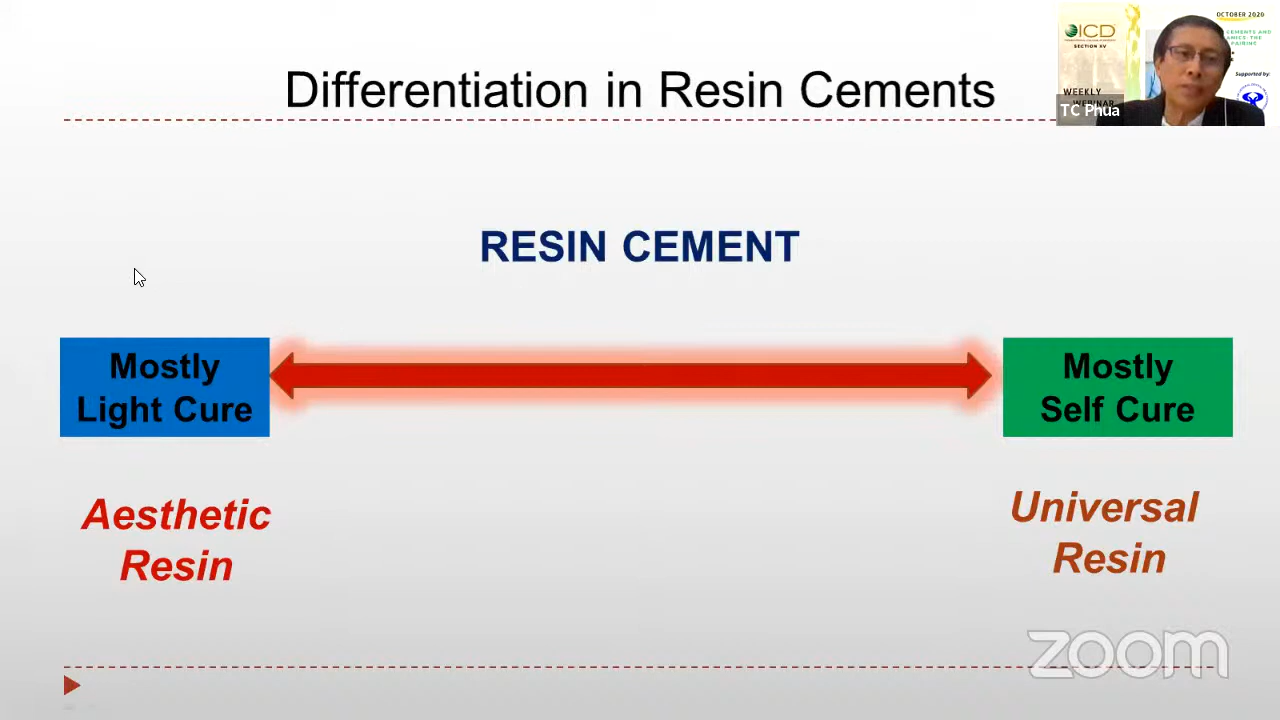 Differentiation in Resin Cements
OCTOBER 2020
ICD
SECTION XV
WEEKLY
WEBINAR
TC Phua
Supported by:
RESIN CEMENT
Mostly
Light Cure
Mostly
Self Cure
Aesthetic
Resin
Universal
Resin
zoom